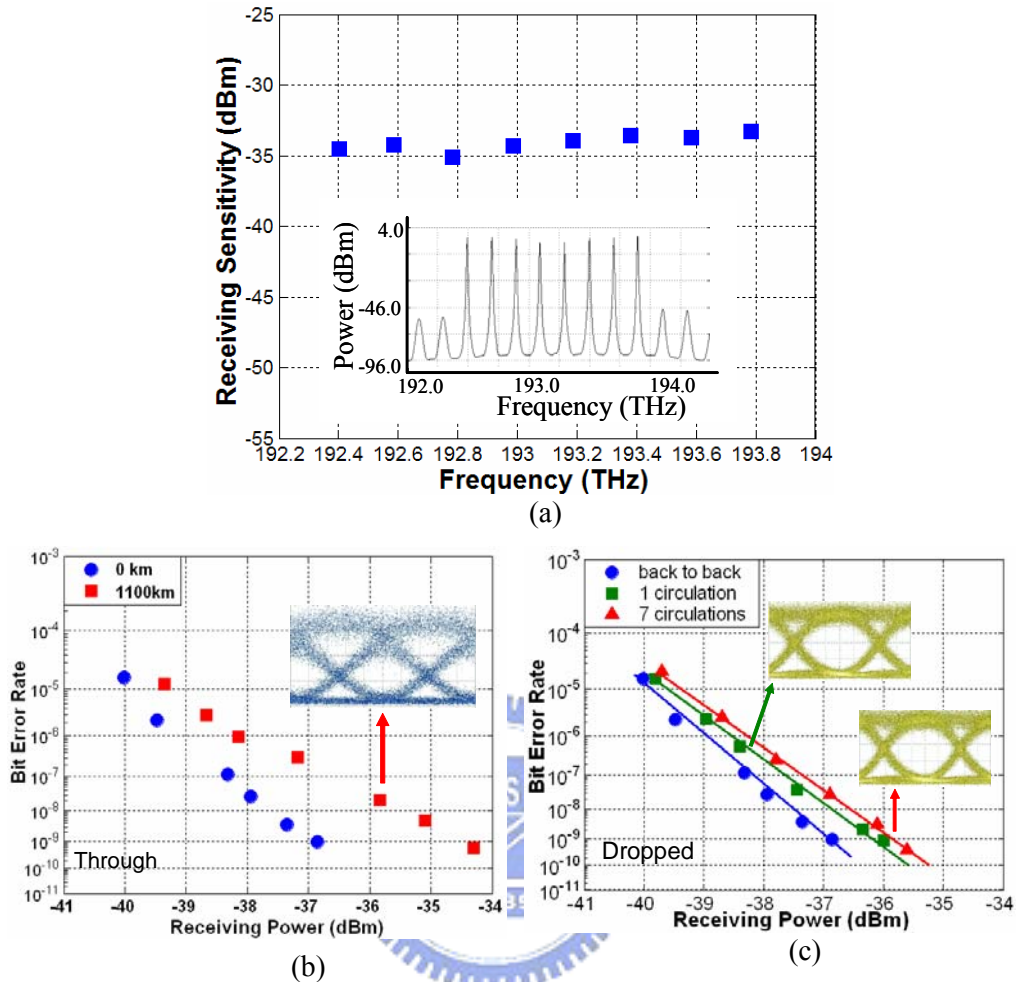 -25
-30
-35
-40
-45
-50
-55
Receiving Sensitivity (dBm)
4.0
-46.0
-96.0
Power (dBm)
192.0 193.0 194.0
Frequency (THz)
192.2 192.4 192.6 192.8 193 193.2 193.4 193.6 193.8 194
Frequency (THz)
(a)
10-3
10-4
10-5
10-6
10-7
10-8
10-9
10-10
10-11
Bit Error Rate
0 km
1100km
Through
-41 -40 -39 -38 -37 -36 -35 -34
Receiving Power (dBm)
(b)
10-3
10-4
10-5
10-6
10-7
10-8
10-9
10-10
10-11
Bit Error Rate
back to back
1 circulation
7 circulations
Dropped
-41 -40 -39 -38 -37 -36 -35 -34
Receiving Power (dBm)
(c)